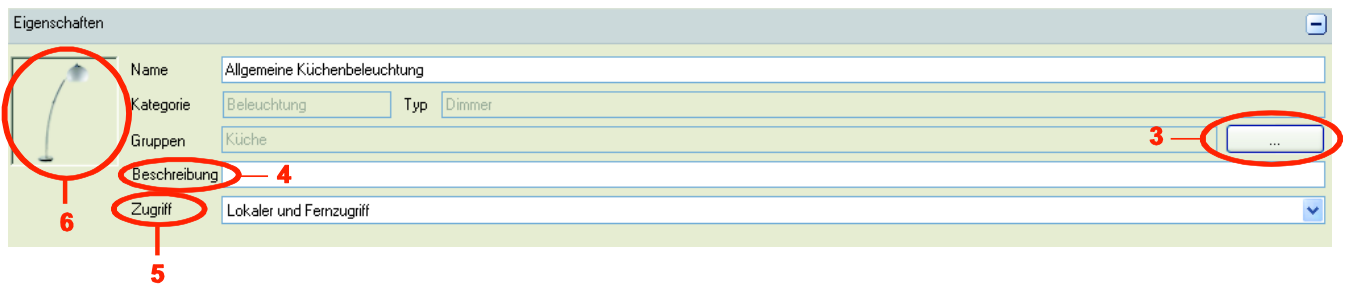 Eigenschaften
Name Allgemeine Küchenbeleuchtung
Kategorie Beleuchtung Typ Dimmer
Gruppen Küche 3 ...
Beschreibung 4
Zugriff Lokaler und Fernzugriff
6
5